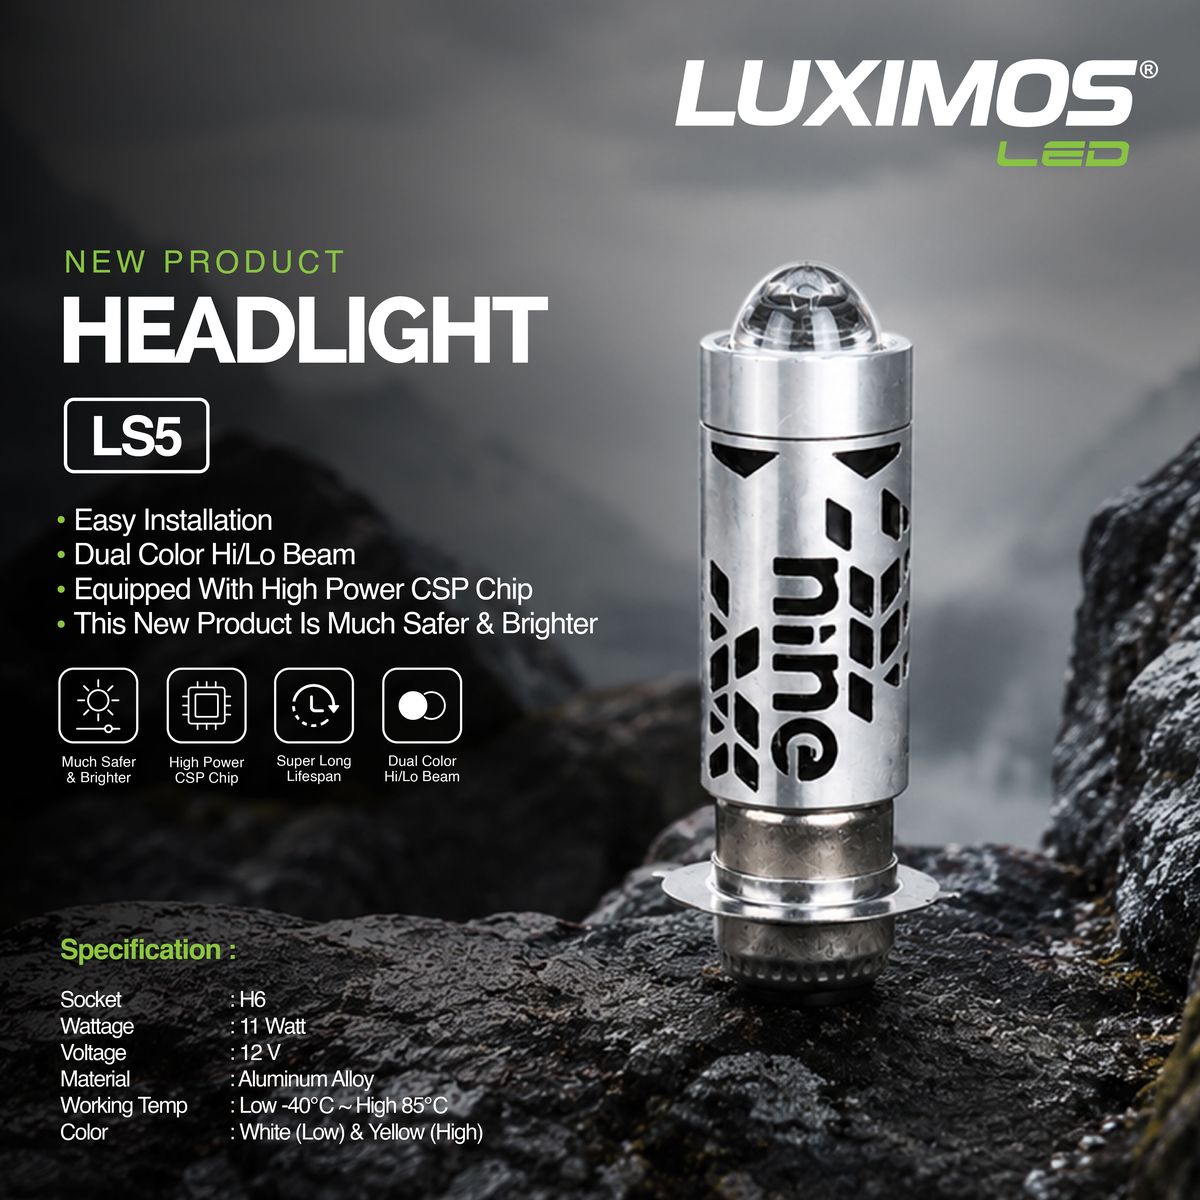 LUXIMOS®
LED
NEW PRODUCT
HEADLIGHT
LS5
• Easy Installation
• Dual Color Hi/Lo Beam
• Equipped With High Power CSP Chip
• This New Product Is Much Safer & Brighter
Much Safer
& Brighter
High Power
CSP Chip
Super Long
Lifespan
Dual Color
Hi/Lo Beam
nine
Specification :
Socket : H6
Wattage : 11 Watt
Voltage : 12 V
Material : Aluminum Alloy
Working Temp : Low -40°C ~ High 85°C
Color : White (Low) & Yellow (High)